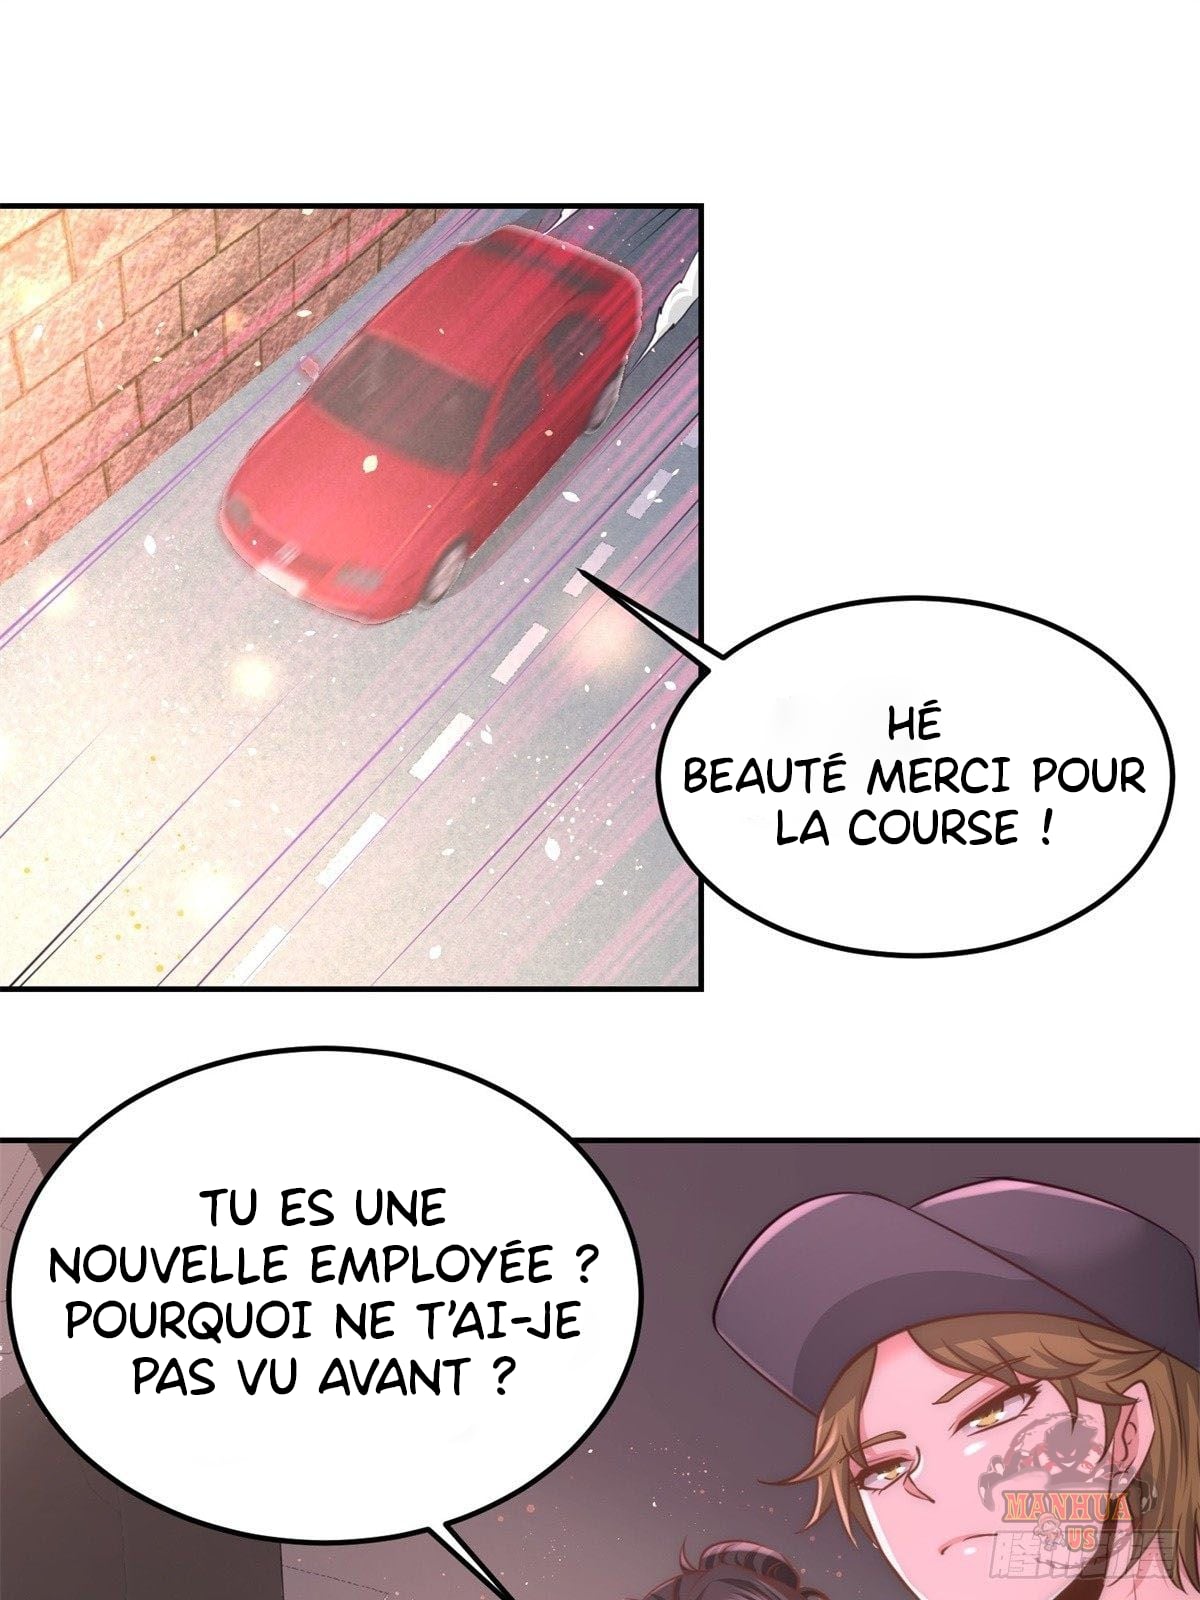 HÉ
BEAUTÉ MERCI POUR
LA COURSE !
TU ES UNE
NOUVELLE EMPLOYÉE ?
POURQUOI NE T'AI-JE
PAS VU AVANT ?
MANHUA
US